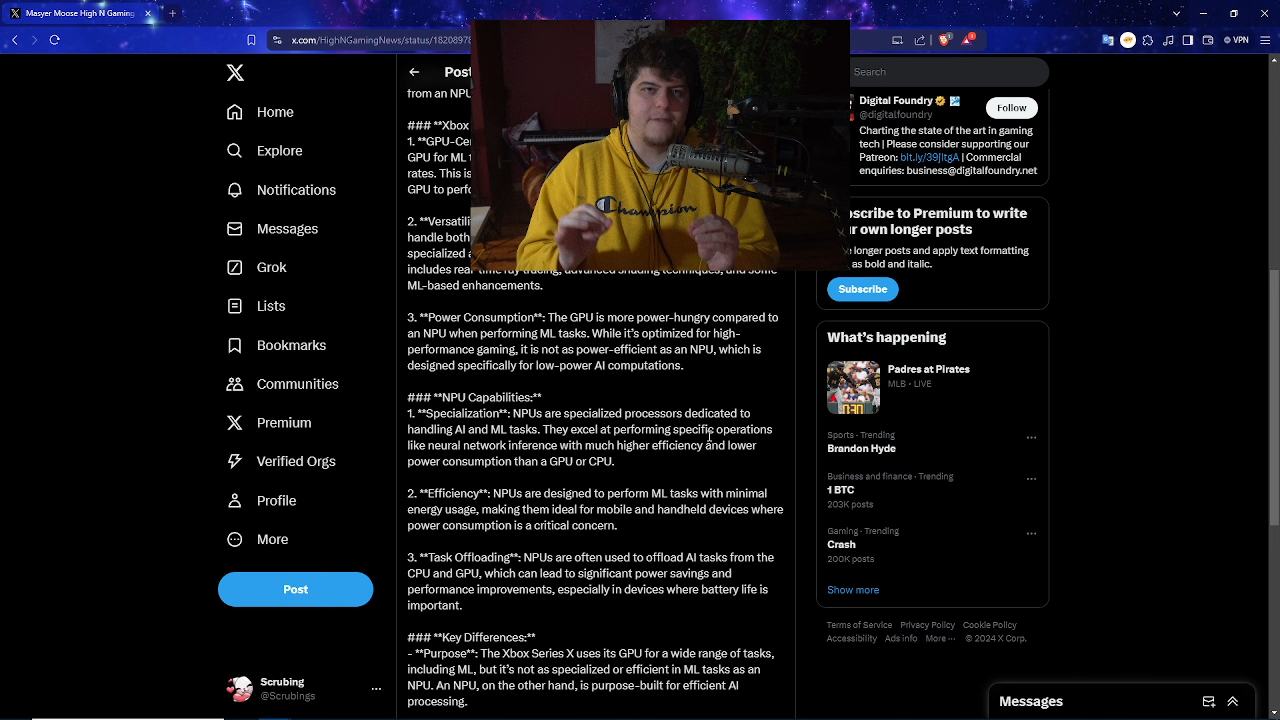 Scrubing
Mixed Mouse High N Gaming
x.com/HighNGamingNews/status/18208978
VPN
Post
Search
from an NPU
### **Xbox
1. **GPU-Cen
GPU for ML t
rates. This is
GPU to perfo
2. **Versatili
handle both
specialized a
includes real-time ray tracing, advanced shading techniques, and some
ML-based enhancements.
3. **Power Consumption**: The GPU is more power-hungry compared to
an NPU when performing ML tasks. While it's optimized for high-
performance gaming, it is not as power-efficient as an NPU, which is
designed specifically for low-power AI computations.
### **NPU Capabilities:**
1. **Specialization**: NPUs are specialized processors dedicated to
handling AI and ML tasks. They excel at performing specific operations
like neural network inference with much higher efficiency and lower
power consumption than a GPU or CPU.
2. **Efficiency**: NPUs are designed to perform ML tasks with minimal
energy usage, making them ideal for mobile and handheld devices where
power consumption is a critical concern.
3. **Task Offloading**: NPUs are often used to offload AI tasks from the
CPU and GPU, which can lead to significant power savings and
performance improvements, especially in devices where battery life is
important.
### **Key Differences:**
- **Purpose**: The Xbox Series X uses its GPU for a wide range of tasks,
including ML, but it's not as specialized or efficient in ML tasks as an
NPU. An NPU, on the other hand, is purpose-built for efficient AI
processing.
Champion
Home
Explore
Notifications
Messages
Grok
Lists
Bookmarks
Communities
Premium
Verified Orgs
Profile
More
Post
Scrubing
@Scrubings
Digital Foundry
@digitalfoundry
Follow
Charting the state of the art in gaming
tech | Please consider supporting our
Patreon: bit.ly/39jItgA | Commercial
enquiries: business@digitalfoundry.net
bscribe to Premium to write
ur own longer posts
e longer posts and apply text formatting
as bold and italic.
Subscribe
What's happening
Padres at Pirates
MLB · LIVE
Sports · Trending
Brandon Hyde
Business and finance · Trending
1 BTC
203K posts
Gaming · Trending
Crash
200K posts
Show more
Terms of Service Privacy Policy Cookie Policy
Accessibility Ads info More ··· © 2024 X Corp.
Messages